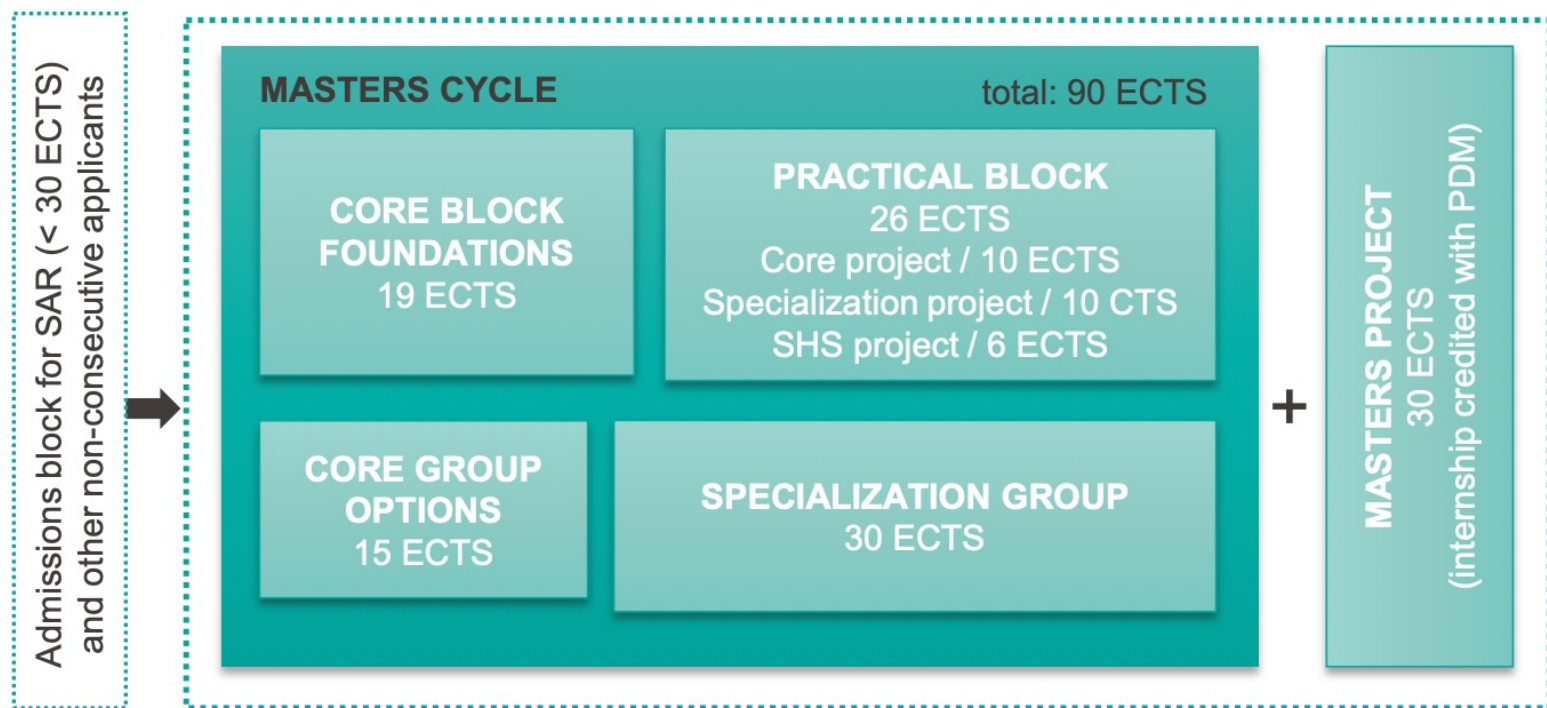 Admissions block for SAR (< 30 ECTS)
and other non-consecutive applicants
MASTERS CYCLE
total: 90 ECTS
CORE BLOCK
FOUNDATIONS
19 ECTS
PRACTICAL BLOCK
26 ECTS
Core project / 10 ECTS
Specialization project / 10 CTS
SHS project / 6 ECTS
CORE GROUP
OPTIONS
15 ECTS
SPECIALIZATION GROUP
30 ECTS
+
MASTERS PROJECT
30 ECTS
(internship credited with PDM)